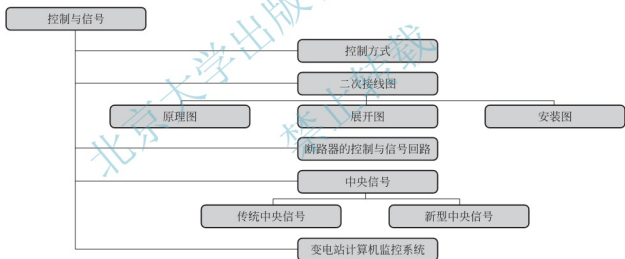 控制与信号
控制方式
二次接线图
原理图 展开图 安装图
断路器的控制与信号回路
中央信号
传统中央信号 新型中央信号
变电站计算机监控系统
北京大学出版
禁止转载